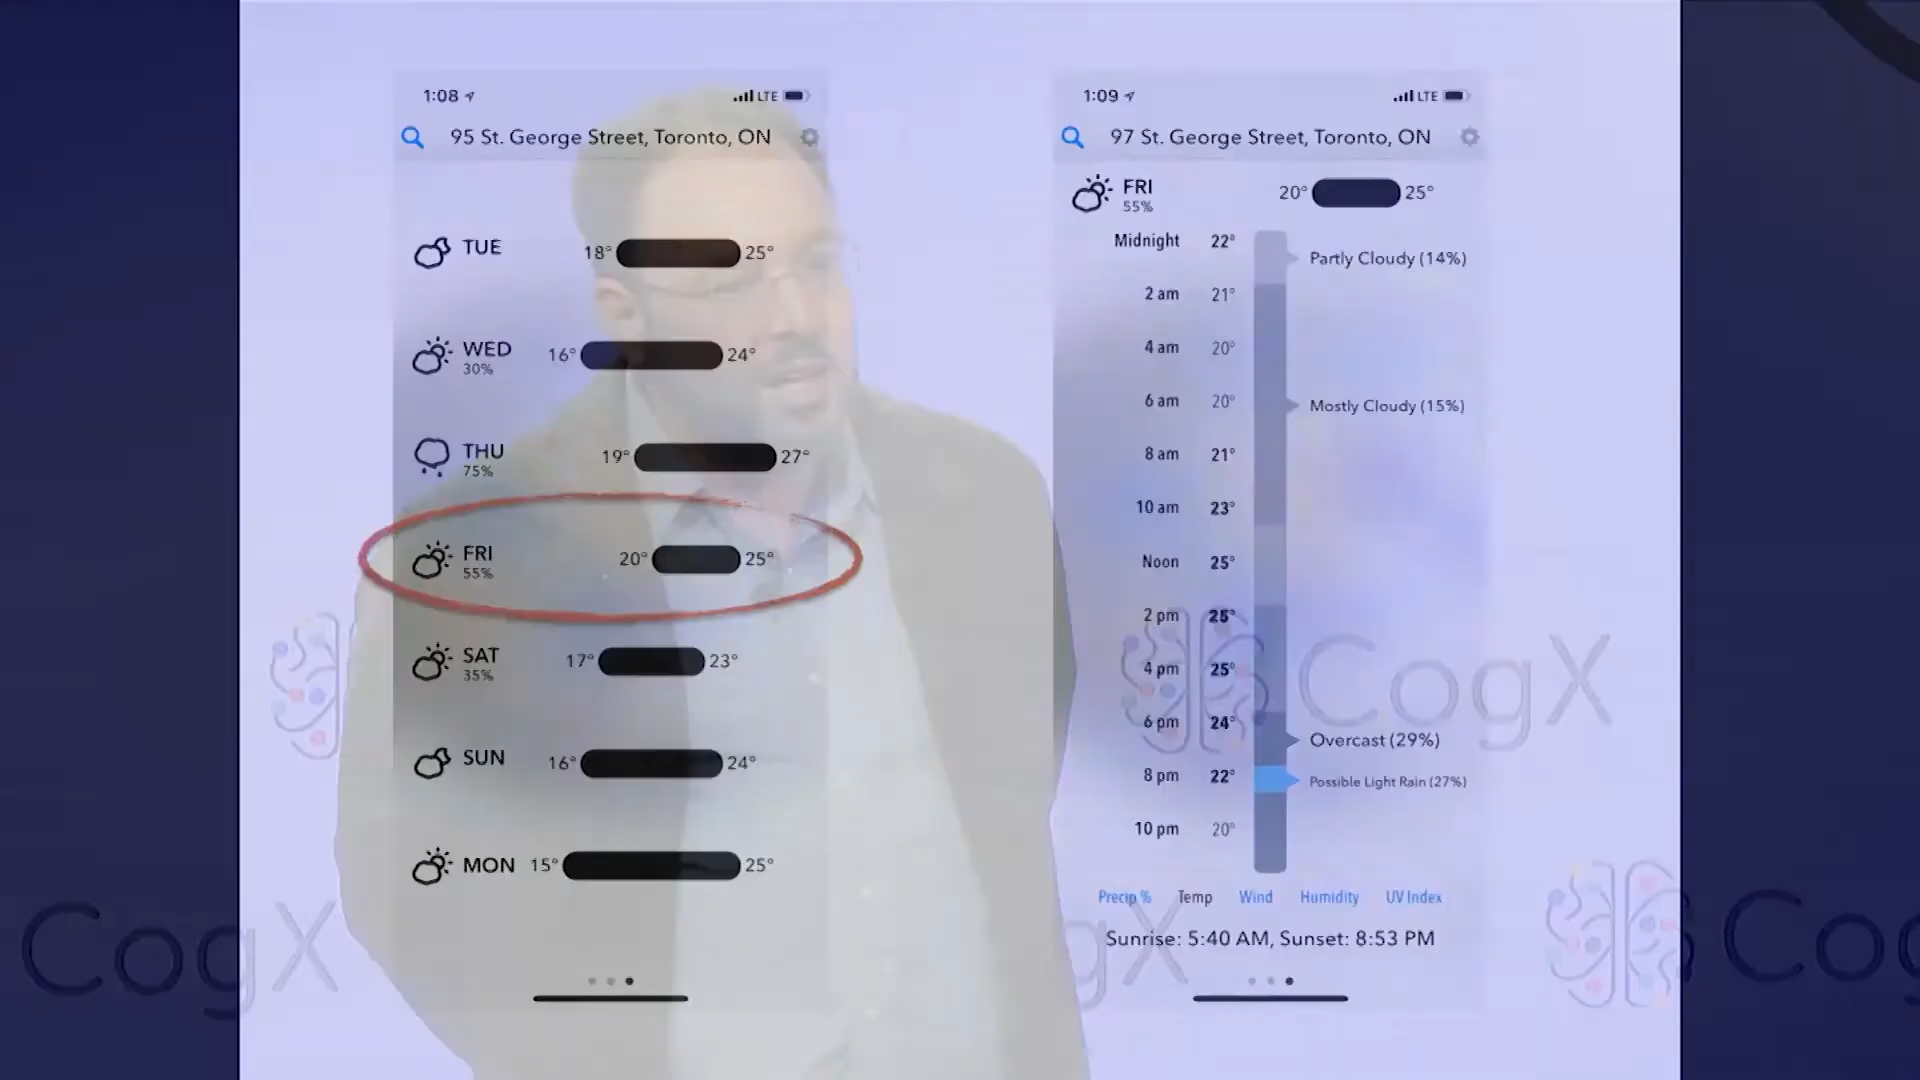 1:08
LTE
95 St. George Street, Toronto, ON
TUE
18° 25°
WED
30%
16° 24°
THU
75%
19° 27°
FRI
55%
20° 25°
SAT
35%
17° 23°
SUN
16° 24°
MON
15° 25°
1:09
LTE
97 St. George Street, Toronto, ON
FRI
55%
20° 25°
Midnight 22°
Partly Cloudy (14%)
2 am 21°
4 am 20°
6 am 20°
Mostly Cloudy (15%)
8 am 21°
10 am 23°
Noon 25°
2 pm 25°
4 pm 25°
6 pm 24°
Overcast (29%)
8 pm 22°
Possible Light Rain (27%)
10 pm 20°
Precip % Temp Wind Humidity UV Index
Sunrise: 5:40 AM, Sunset: 8:53 PM
CogX
CogX
gX
Cog